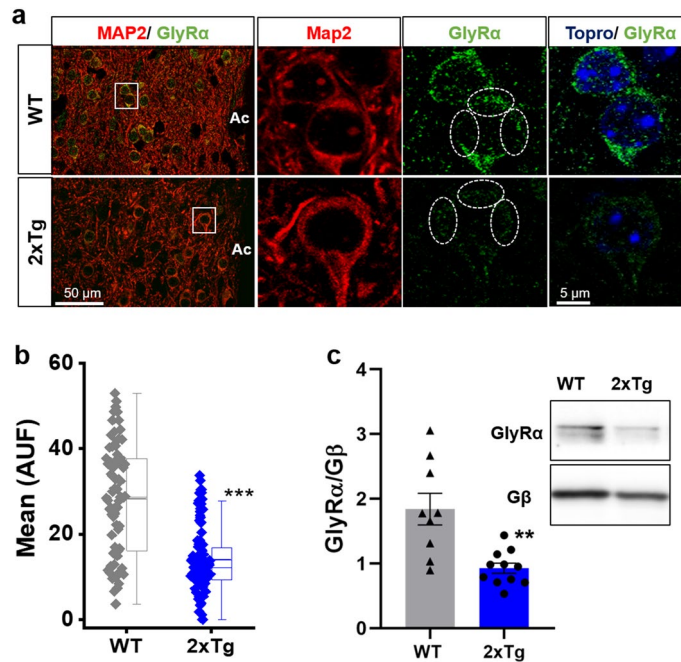 a
MAP2/ GlyRα
Map2
GlyRα
Topro/ GlyRα
WT
Ac
2xTg
Ac
50 μm
5 μm
b
Mean (AUF)
60
40
20
0
***
WT
2xTg
c
GlyRα/Gβ
4
3
2
1
0
**
WT
2xTg
WT
2xTg
GlyRα
Gβ